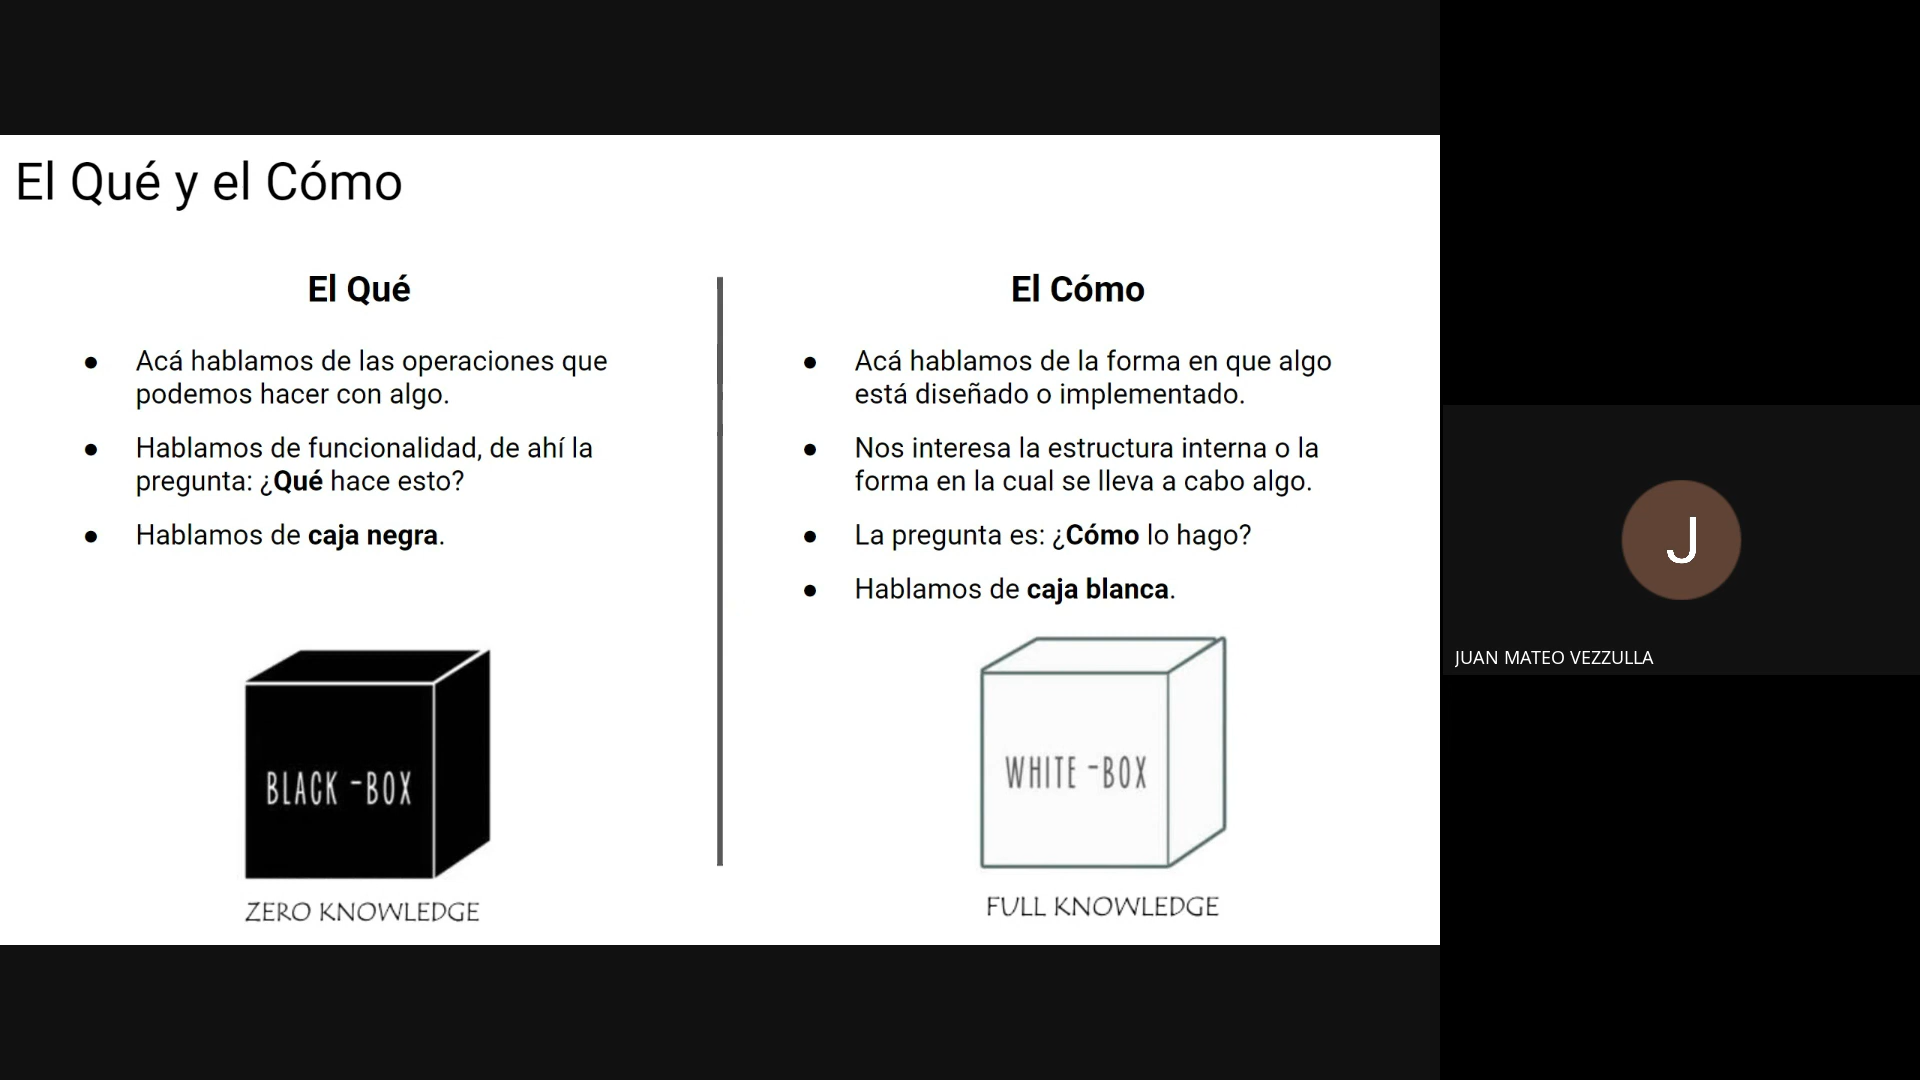 El Qué y el Cómo
El Qué
● Acá hablamos de las operaciones que
podemos hacer con algo.
● Hablamos de funcionalidad, de ahí la
pregunta: ¿Qué hace esto?
● Hablamos de caja negra.
BLACK -BOX
ZERO KNOWLEDGE
El Cómo
● Acá hablamos de la forma en que algo
está diseñado o implementado.
● Nos interesa la estructura interna o la
forma en la cual se lleva a cabo algo.
● La pregunta es: ¿Cómo lo hago?
● Hablamos de caja blanca.
WHITE -BOX
FULL KNOWLEDGE
J
JUAN MATEO VEZZULLA